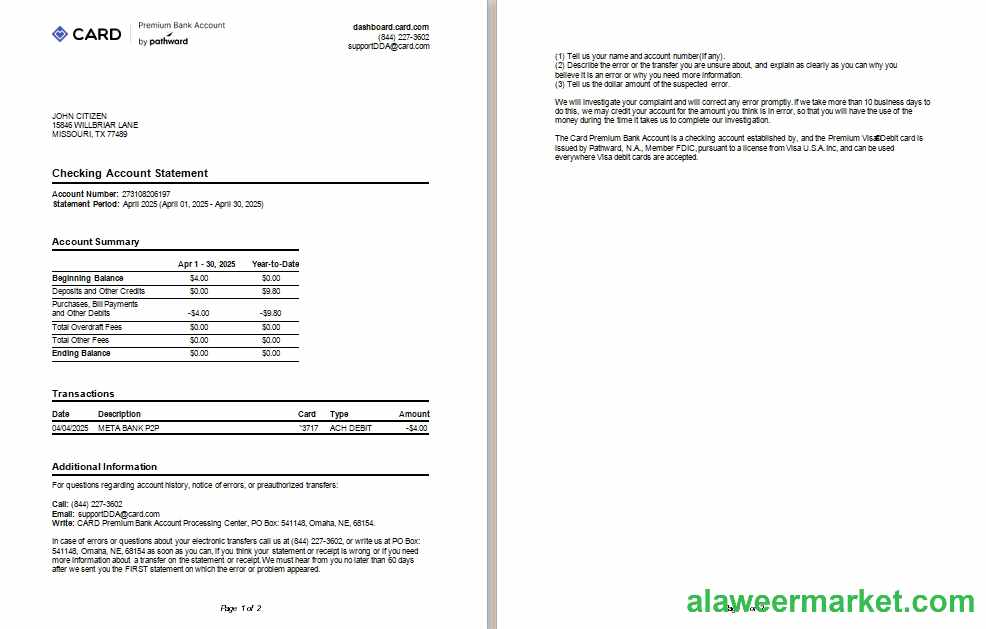 CARD
Premium Bank Account
by pathward
dashboard.card.com
(844) 227-3602
supportDDA@card.com
JOHN CITIZEN
15846 WILLBRIAR LANE
MISSOURI, TX 77489
Checking Account Statement
Account Number: 273108206197
Statement Period: April 2025 (April 01, 2025 - April 30, 2025)
Account Summary
Apr 1 - 30, 2025 Year-to-Date
Beginning Balance $4.00 $0.00
Deposits and Other Credits $0.00 $9.80
Purchases, Bill Payments
and Other Debits -$4.00 -$9.80
Total Overdraft Fees $0.00 $0.00
Total Other Fees $0.00 $0.00
Ending Balance $0.00 $0.00
Transactions
Date Description Card Type Amount
04/04/2025 META BANK P2P *3717 ACH DEBIT -$4.00
Additional Information
For questions regarding account history, notice of errors, or preauthorized transfers:
Call: (844) 227-3602
Email: supportDDA@card.com
Write: CARD Premium Bank Account Processing Center, PO Box: 541148, Omaha, NE, 68154.
In case of errors or questions about your electronic transfers call us at (844) 227-3602, or write us at PO Box:
541148, Omaha, NE, 68154 as soon as you can, if you think your statement or receipt is wrong or if you need
more information about a transfer on the statement or receipt. We must hear from you no later than 60 days
after we sent you the FIRST statement on which the error or problem appeared.
Page 1 of 2
(1) Tell us your name and account number(if any).
(2) Describe the error or the transfer you are unsure about, and explain as clearly as you can why you
believe it is an error or why you need more information.
(3) Tell us the dollar amount of the suspected error.
We will investigate your complaint and will correct any error promptly. If we take more than 10 business days to
do this, we may credit your account for the amount you think is in error, so that you will have the use of the
money during the time it takes us to complete our investigation.
The Card Premium Bank Account is a checking account established by, and the Premium Visa Debit card is
issued by Pathward, N.A., Member FDIC, pursuant to a license from Visa U.S.A. Inc, and can be used
everywhere Visa debit cards are accepted.
alaweermarket.com